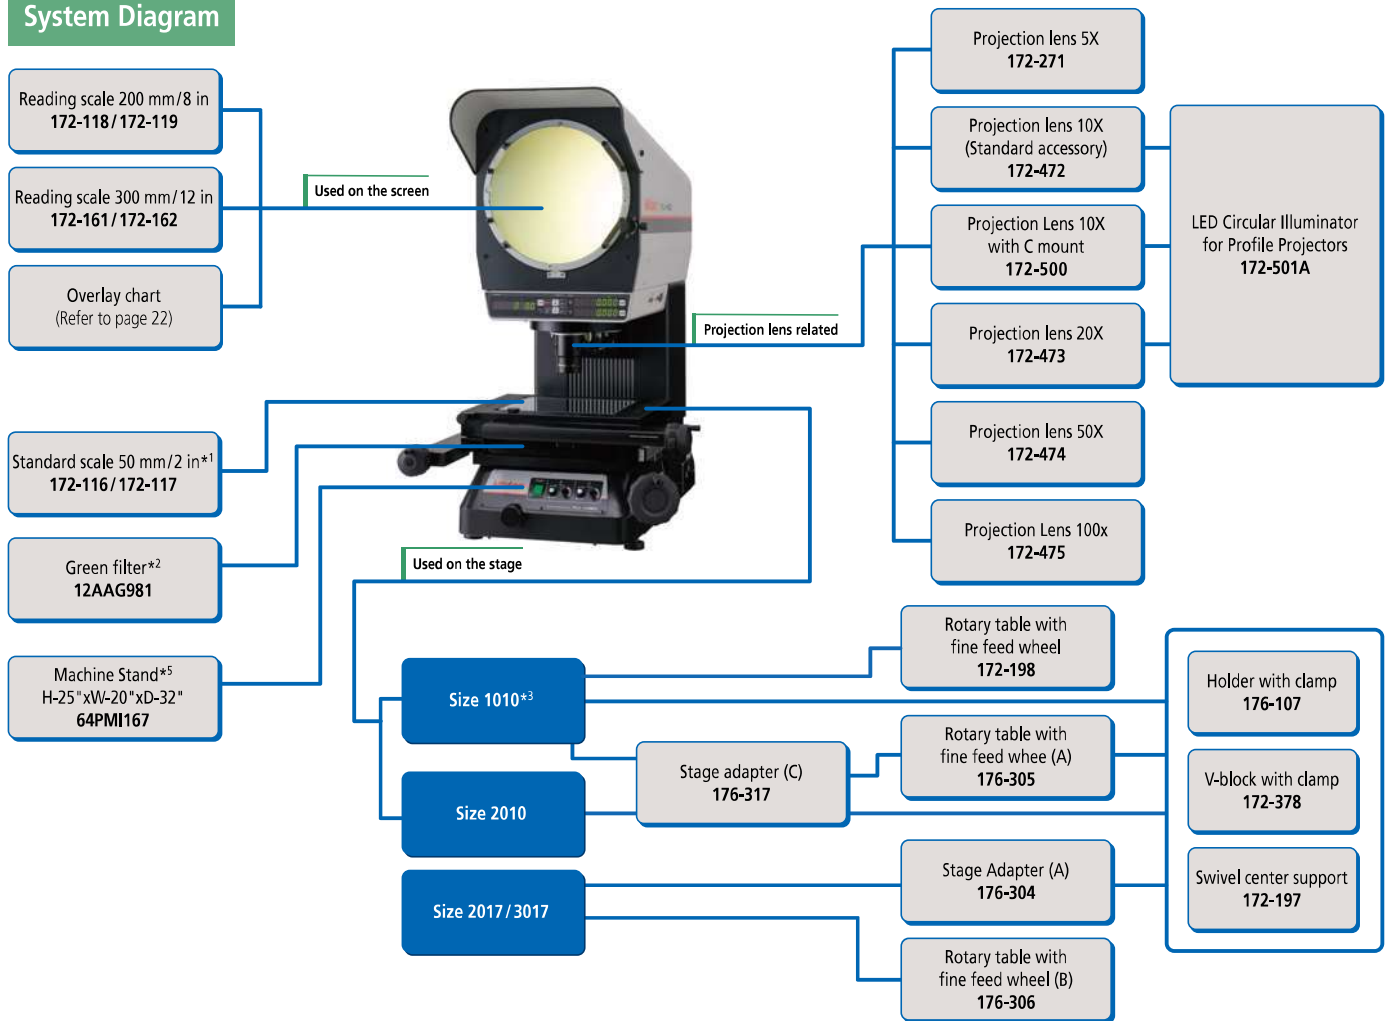 System Diagram
Reading scale 200 mm/8 in
172-118/172-119
Reading scale 300 mm/12 in
172-161/172-162
Overlay chart
(Refer to page 22)
Used on the screen
Standard scale 50 mm/2 in*1
172-116/172-117
Green filter*2
12AAG981
Machine Stand*5
H-25"xW-20"xD-32"
64PMI167
Projection lens related
Projection lens 5X
172-271
Projection lens 10X
(Standard accessory)
172-472
Projection Lens 10X
with C mount
172-500
Projection lens 20X
172-473
Projection lens 50X
172-474
Projection Lens 100x
172-475
LED Circular Illuminator
for Profile Projectors
172-501A
Used on the stage
Size 1010*3
Size 2010
Size 2017/3017
Stage adapter (C)
176-317
Rotary table with
fine feed wheel
172-198
Rotary table with
fine feed whee (A)
176-305
Stage Adapter (A)
176-304
Rotary table with
fine feed wheel (B)
176-306
Holder with clamp
176-107
V-block with clamp
172-378
Swivel center support
172-197